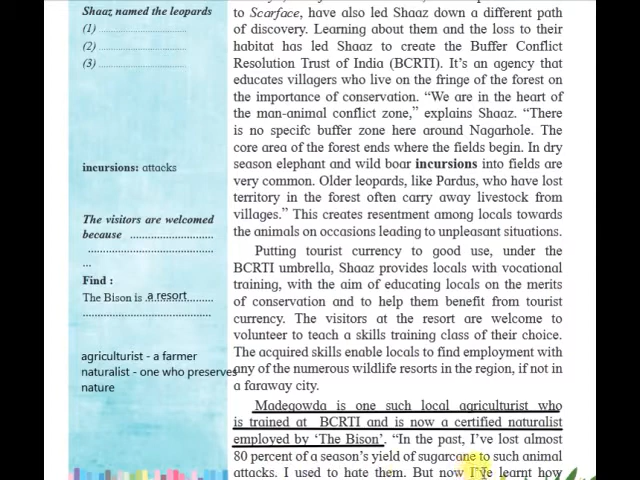 Shaaz named the leopards
(1) ..............................
(2) ..............................
(3) ..............................
incursions: attacks
The visitors are welcomed
because ............................
..........................................
...
Find :
The Bison is a resort
...........................................
agriculturist - a farmer
naturalist - one who preserves
nature
to Scarface, have also led Shaaz down a different path
of discovery. Learning about them and the loss to their
habitat has led Shaaz to create the Buffer Conflict
Resolution Trust of India (BCRTI). It's an agency that
educates villagers who live on the fringe of the forest on
the importance of conservation. “We are in the heart of
the man-animal conflict zone,” explains Shaaz. “There
is no specifc buffer zone here around Nagarhole. The
core area of the forest ends where the fields begin. In dry
season elephant and wild boar incursions into fields are
very common. Older leopards, like Pardus, who have lost
territory in the forest often carry away livestock from
villages.” This creates resentment among locals towards
the animals on occasions leading to unpleasant situations.
Putting tourist currency to good use, under the
BCRTI umbrella, Shaaz provides locals with vocational
training, with the aim of educating locals on the merits
of conservation and to help them benefit from tourist
currency. The visitors at the resort are welcome to
volunteer to teach a skills training class of their choice.
The acquired skills enable locals to find employment with
any of the numerous wildlife resorts in the region, if not in
a faraway city.
Madegowda is one such local agriculturist who
is trained at BCRTI and is now a certified naturalist
employed by ‘The Bison’. “In the past, I've lost almost
80 percent of a season's yield of sugarcane to such animal
attacks. I used to hate them. But now I've learnt how